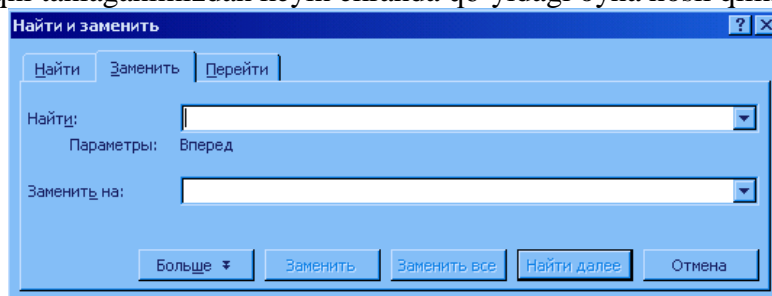 Найти и заменить
Найти Заменить Перейти
Найти:
Параметры: Вперед
Заменить на:
Больше Заменить Заменить все Найти далее Отмена